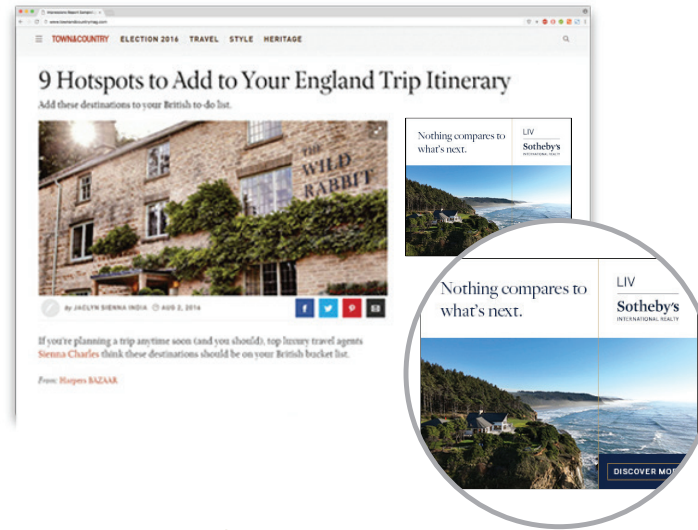 www.townandcountrymag.com
TOWN&COUNTRY ELECTION 2016 TRAVEL STYLE HERITAGE
9 Hotspots to Add to Your England Trip Itinerary
Add these destinations to your British to-do list.
THE
WILD
RABBIT
By JACLYN SIENNA INDIA AUG 2, 2016
If you're planning a trip anytime soon (and you should), top luxury travel agents
Sienna Charles think these destinations should be on your British bucket list.
From: Harpers BAZAAR
Nothing compares to
what's next.
LIV
Sotheby's
INTERNATIONAL REALTY
Nothing compares to
what's next.
LIV
Sotheby's
INTERNATIONAL REALTY
DISCOVER MO